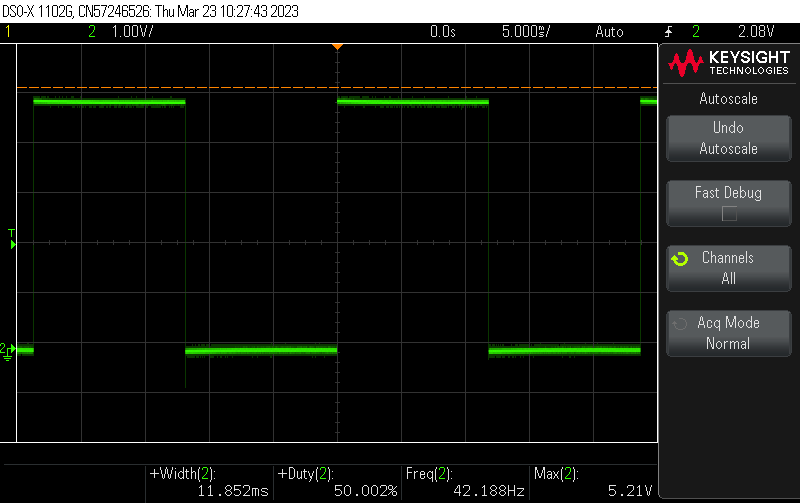 DSO-X 1102G, CN57246526: Thu Mar 23 10:27:43 2023
1 2 1.00V/ 0.0s 5.000ms/ Auto 2 2.08V
KEYSIGHT
TECHNOLOGIES
Autoscale
Undo
Autoscale
Fast Debug
Channels
All
Acq Mode
Normal
T
2
+Width(2): +Duty(2): Freq(2): Max(2):
11.852ms 50.002% 42.188Hz 5.21V